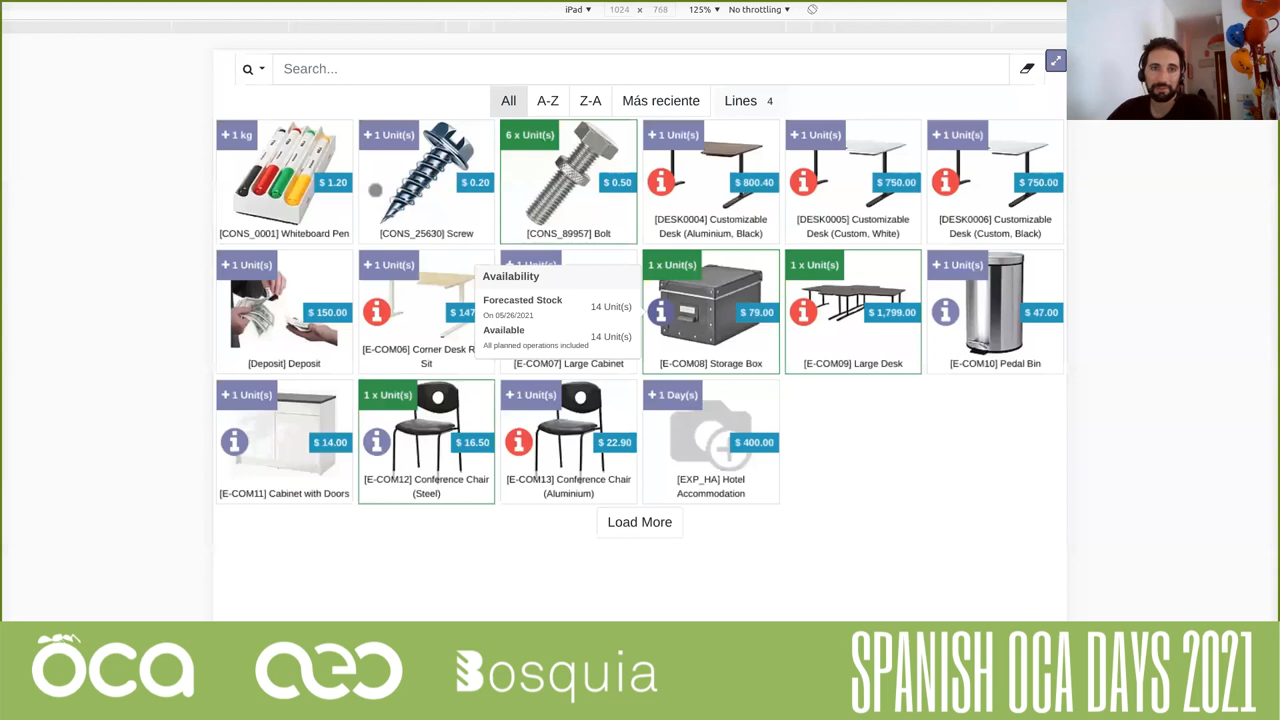 iPad ▼ 1024 × 768 125% ▼ No throttling ▼
Search...
All A-Z Z-A Más reciente Lines 4
+ 1 kg
$ 1.20
[CONS_0001] Whiteboard Pen
+ 1 Unit(s)
$ 0.20
[CONS_25630] Screw
6 x Unit(s)
$ 0.50
[CONS_89957] Bolt
+ 1 Unit(s)
$ 800.40
[DESK0004] Customizable
Desk (Aluminium, Black)
+ 1 Unit(s)
$ 750.00
[DESK0005] Customizable
Desk (Custom, White)
+ 1 Unit(s)
$ 750.00
[DESK0006] Customizable
Desk (Custom, Black)
+ 1 Unit(s)
$ 150.00
[Deposit] Deposit
+ 1 Unit(s)
$ 147
[E-COM06] Corner Desk R
Sit
+ 1 Unit(s)
[E-COM07] Large Cabinet
Availability
Forecasted Stock 14 Unit(s)
On 05/26/2021
Available 14 Unit(s)
All planned operations included
1 x Unit(s)
$ 79.00
[E-COM08] Storage Box
1 x Unit(s)
$ 1,799.00
[E-COM09] Large Desk
+ 1 Unit(s)
$ 47.00
[E-COM10] Pedal Bin
+ 1 Unit(s)
$ 14.00
[E-COM11] Cabinet with Doors
1 x Unit(s)
$ 16.50
[E-COM12] Conference Chair
(Steel)
+ 1 Unit(s)
$ 22.90
[E-COM13] Conference Chair
(Aluminium)
+ 1 Day(s)
$ 400.00
[EXP_HA] Hotel
Accommodation
Load More
oca aeo Bosquia SPANISH OCA DAYS 2021